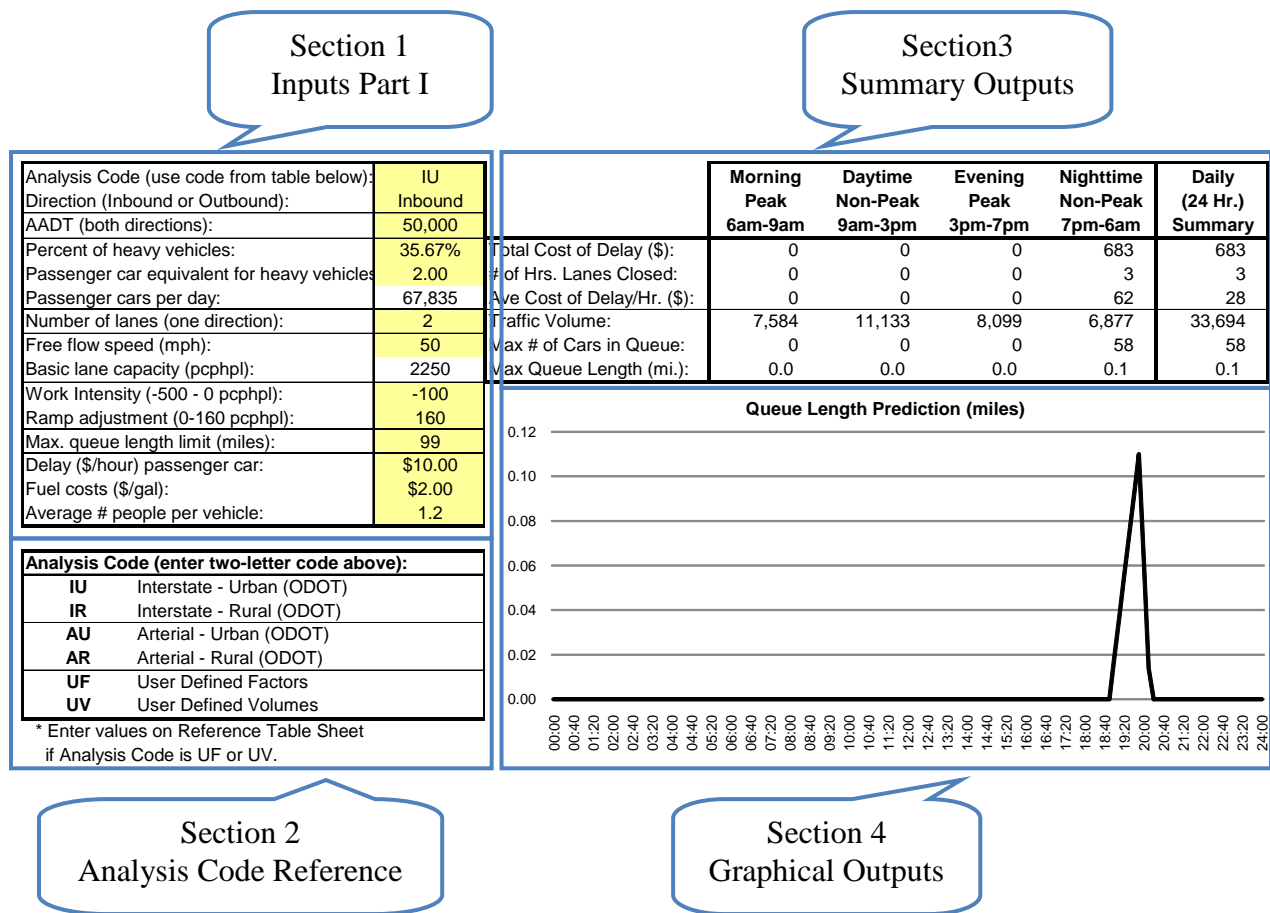 Section 1
Inputs Part I
Section3
Summary Outputs
Analysis Code (use code from table below): IU
Direction (Inbound or Outbound): Inbound
AADT (both directions): 50,000
Percent of heavy vehicles: 35.67%
Passenger car equivalent for heavy vehicles 2.00
Passenger cars per day: 67,835
Number of lanes (one direction): 2
Free flow speed (mph): 50
Basic lane capacity (pcphpl): 2250
Work Intensity (-500 - 0 pcphpl): -100
Ramp adjustment (0-160 pcphpl): 160
Max. queue length limit (miles): 99
Delay ($/hour) passenger car: $10.00
Fuel costs ($/gal): $2.00
Average # people per vehicle: 1.2
Analysis Code (enter two-letter code above):
IU Interstate - Urban (ODOT)
IR Interstate - Rural (ODOT)
AU Arterial - Urban (ODOT)
AR Arterial - Rural (ODOT)
UF User Defined Factors
UV User Defined Volumes
* Enter values on Reference Table Sheet
if Analysis Code is UF or UV.
Morning Daytime Evening Nighttime Daily
Peak Non-Peak Peak Non-Peak (24 Hr.)
6am-9am 9am-3pm 3pm-7pm 7pm-6am Summary
Total Cost of Delay ($): 0 0 0 683 683
# of Hrs. Lanes Closed: 0 0 0 3 3
Ave Cost of Delay/Hr. ($): 0 0 0 62 28
Traffic Volume: 7,584 11,133 8,099 6,877 33,694
Max # of Cars in Queue: 0 0 0 58 58
Max Queue Length (mi.): 0.0 0.0 0.0 0.1 0.1
Queue Length Prediction (miles)
0.12
0.10
0.08
0.06
0.04
0.02
0.00
00:00 00:40 01:20 02:00 02:40 03:20 04:00 04:40 05:20 06:00 06:40 07:20 08:00 08:40 09:20 10:00 10:40 11:20 12:00 12:40 13:20 14:00 14:40 15:20 16:00 16:40 17:20 18:00 18:40 19:20 20:00 20:40 21:20 22:00 22:40 23:20 24:00
Section 2
Analysis Code Reference
Section 4
Graphical Outputs